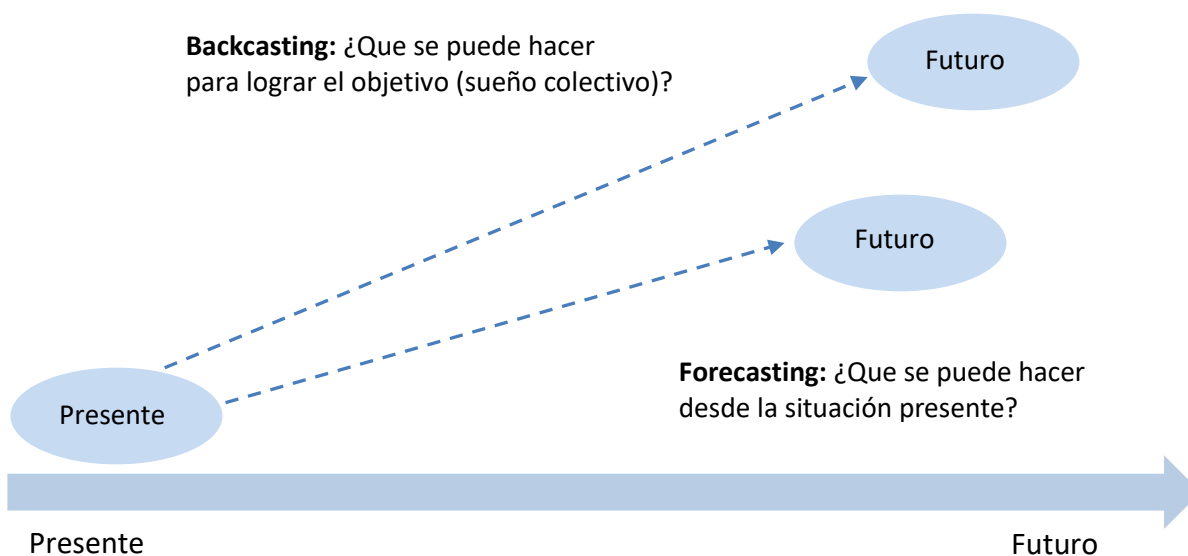 Backcasting: ¿Que se puede hacer
para lograr el objetivo (sueño colectivo)?
Futuro
Futuro
Forecasting: ¿Que se puede hacer
desde la situación presente?
Presente
Presente
Futuro